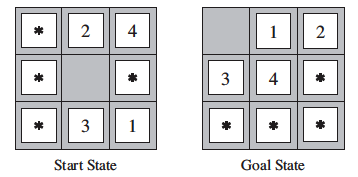 * 2 4
* *
* 3 1
Start State
1 2
3 4 *
* * *
Goal State